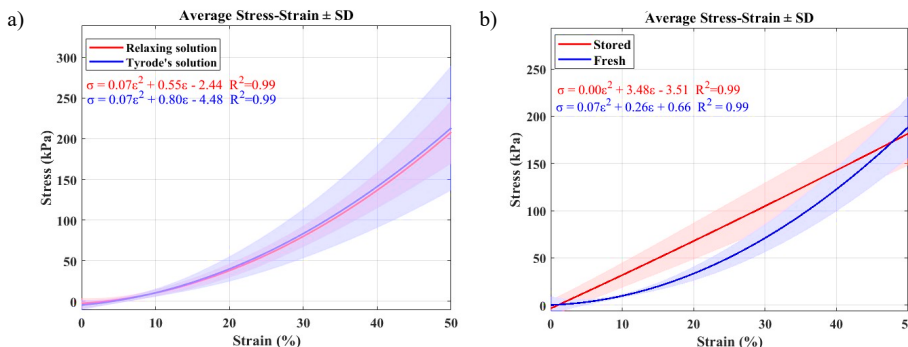 a)
Average Stress-Strain ± SD
Relaxing solution
Tyrode's solution
σ = 0.07ε² + 0.55ε - 2.44 R²=0.99
σ = 0.07ε² + 0.80ε - 4.48 R²=0.99
Stress (kPa)
300
250
200
150
100
50
0
0 10 20 30 40 50
Strain (%)
b)
Average Stress-Strain ± SD
Stored
Fresh
σ = 0.00ε² + 3.48ε - 3.51 R²=0.99
σ = 0.07ε² + 0.26ε + 0.66 R² = 0.99
Stress (kPa)
250
200
150
100
50
0
0 10 20 30 40 50
Strain (%)